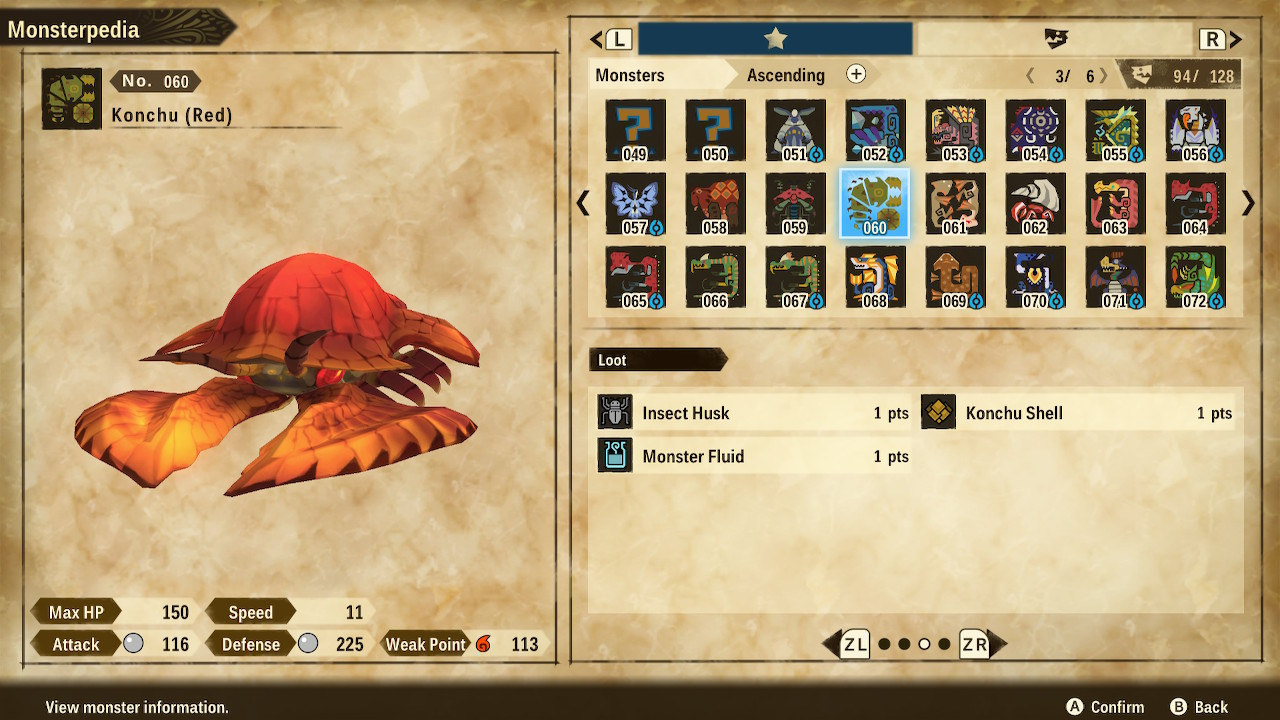 Monsterpedia
No. 060
Konchu (Red)
L
R
Monsters
Ascending
3/ 6
94/ 128
049 050 051 052 053 054 055 056
057 058 059 060 061 062 063 064
065 066 067 068 069 070 071 072
Loot
Insect Husk 1 pts
Konchu Shell 1 pts
Monster Fluid 1 pts
Max HP 150
Speed 11
Attack 116
Defense 225
Weak Point 113
ZL
ZR
View monster information.
A Confirm
B Back